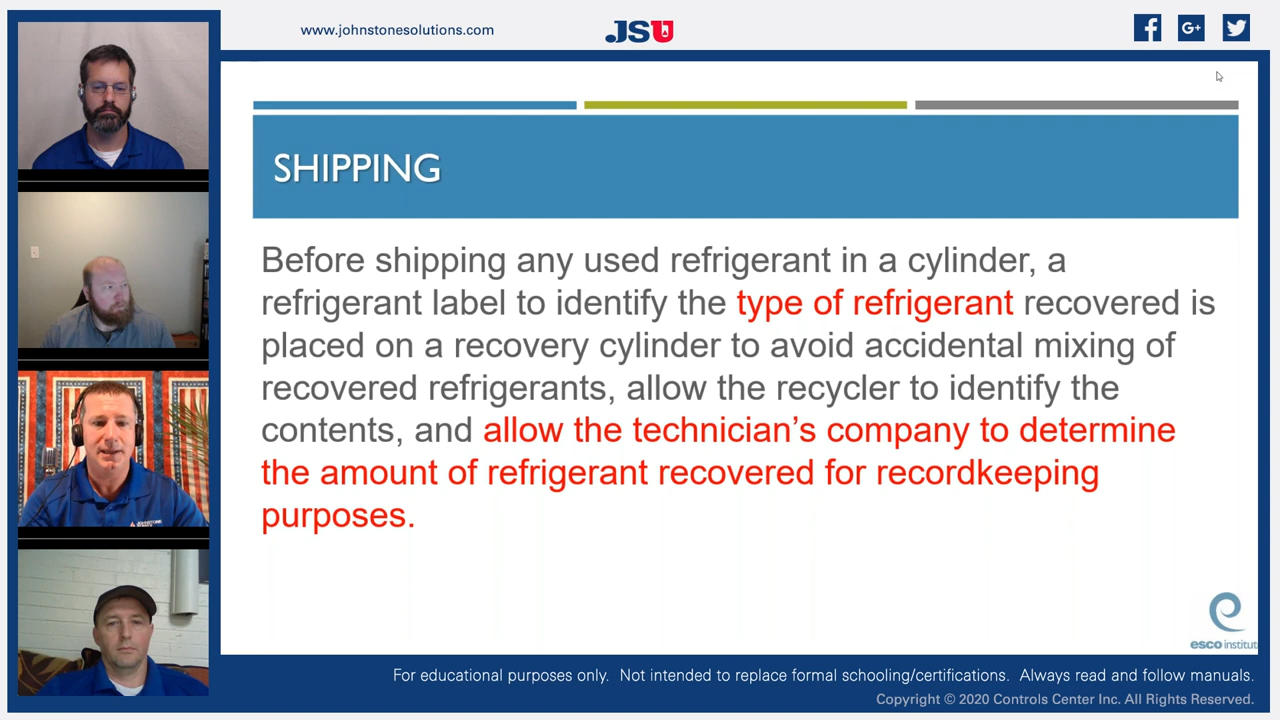 www.johnstonesolutions.com
JSU
G+
SHIPPING
Before shipping any used refrigerant in a cylinder, a
refrigerant label to identify the type of refrigerant recovered is
placed on a recovery cylinder to avoid accidental mixing of
recovered refrigerants, allow the recycler to identify the
contents, and allow the technician's company to determine
the amount of refrigerant recovered for recordkeeping
purposes.
esco institut
For educational purposes only. Not intended to replace formal schooling/certifications. Always read and follow manuals.
Copyright © 2020 Controls Center Inc. All Rights Reserved.